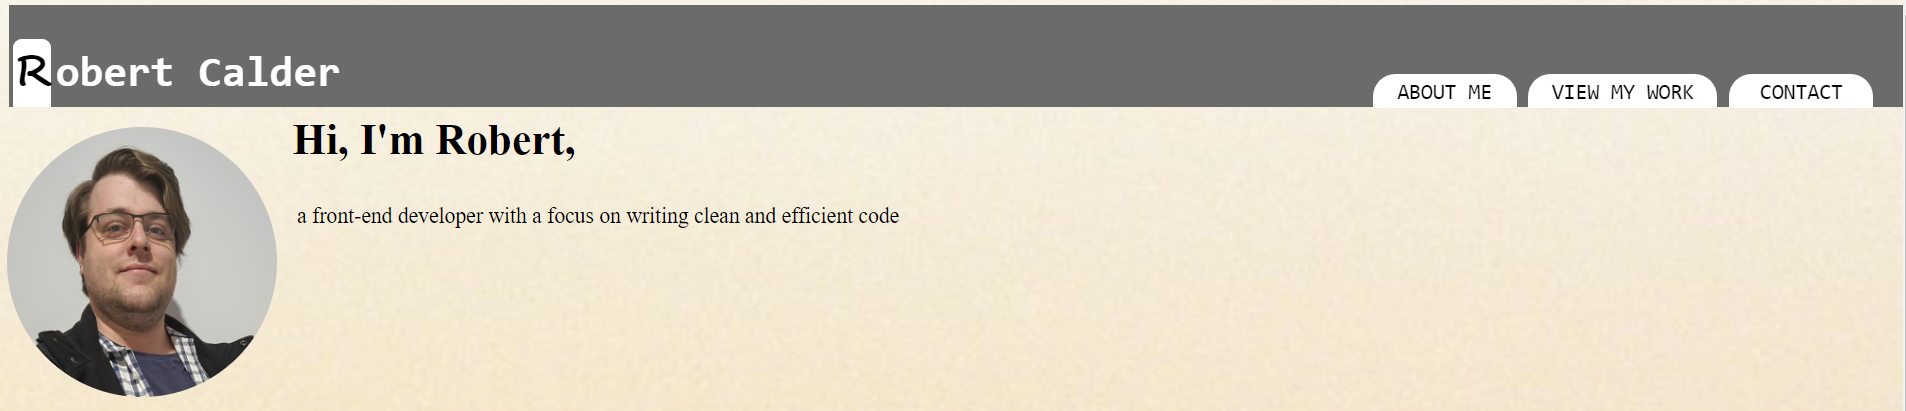 Robert Calder
ABOUT ME VIEW MY WORK CONTACT
Hi, I'm Robert,
a front-end developer with a focus on writing clean and efficient code